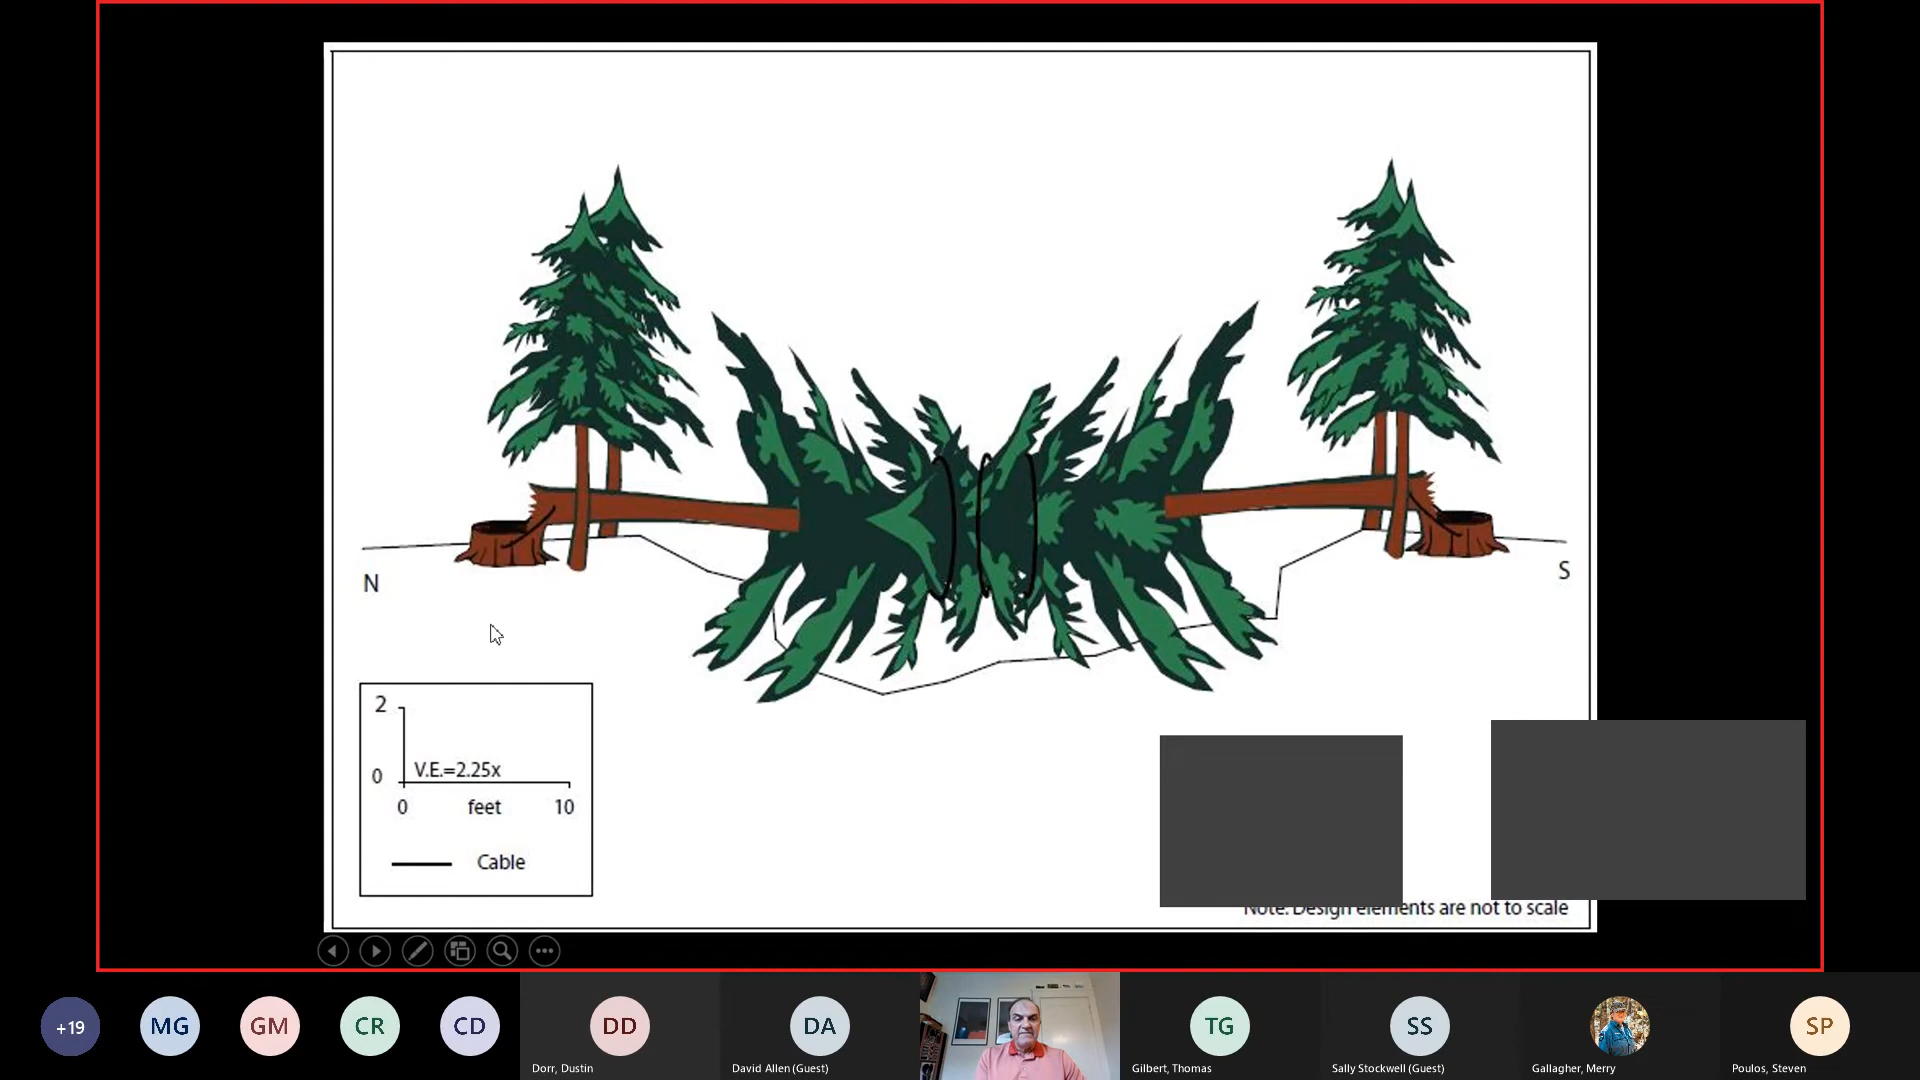 N
S
2
0
V.E.=2.25x
0 feet 10
Cable
Note: Design elements are not to scale
+19
MG
GM
CR
CD
DD
DA
TG
SS
SP
Dorr, Dustin
David Allen (Guest)
Gilbert, Thomas
Sally Stockwell (Guest)
Gallagher, Merry
Poulos, Steven